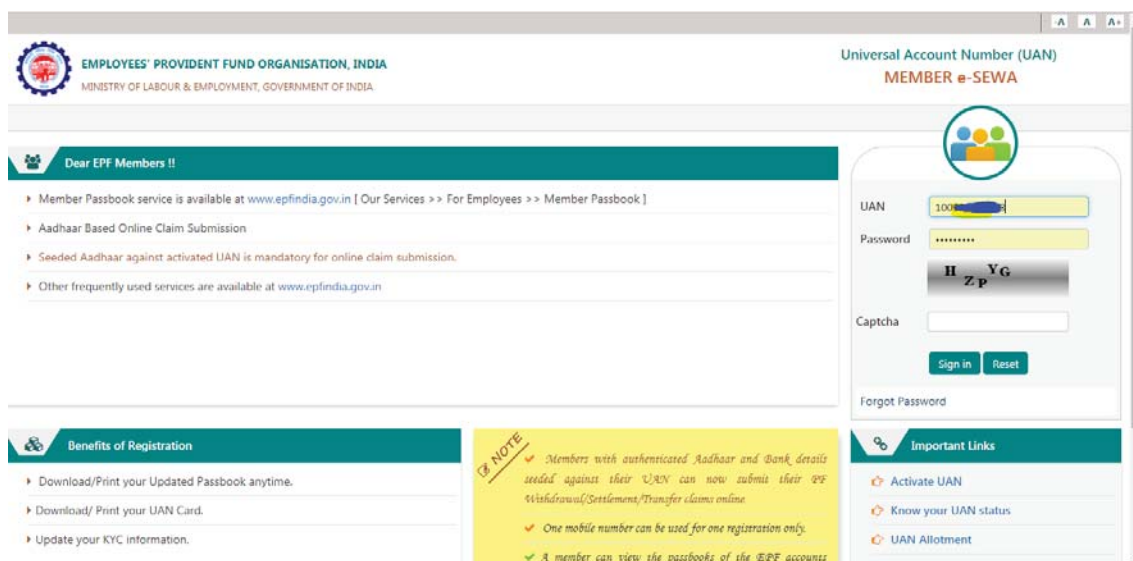 -A A A+
EMPLOYEES' PROVIDENT FUND ORGANISATION, INDIA
MINISTRY OF LABOUR & EMPLOYMENT, GOVERNMENT OF INDIA
Universal Account Number (UAN)
MEMBER e-SEWA
Dear EPF Members !!
Member Passbook service is available at www.epfindia.gov.in [ Our Services >> For Employees >> Member Passbook ]
Aadhaar Based Online Claim Submission
Seeded Aadhaar against activated UAN is mandatory for online claim submission.
Other frequently used services are available at www.epfindia.gov.in
UAN
Password
H Z P Y G
Captcha
Sign in Reset
Forgot Password
Benefits of Registration
Download/Print your Updated Passbook anytime.
Download/ Print your UAN Card.
Update your KYC information.
NOTE
Members with authenticated Aadhaar and Bank details
seeded against their UAN can now submit their PF
Withdrawal/Settlement/Transfer claims online
One mobile number can be used for one registration only.
A member can view the passbooks of the EPF accounts
Important Links
Activate UAN
Know your UAN status
UAN Allotment